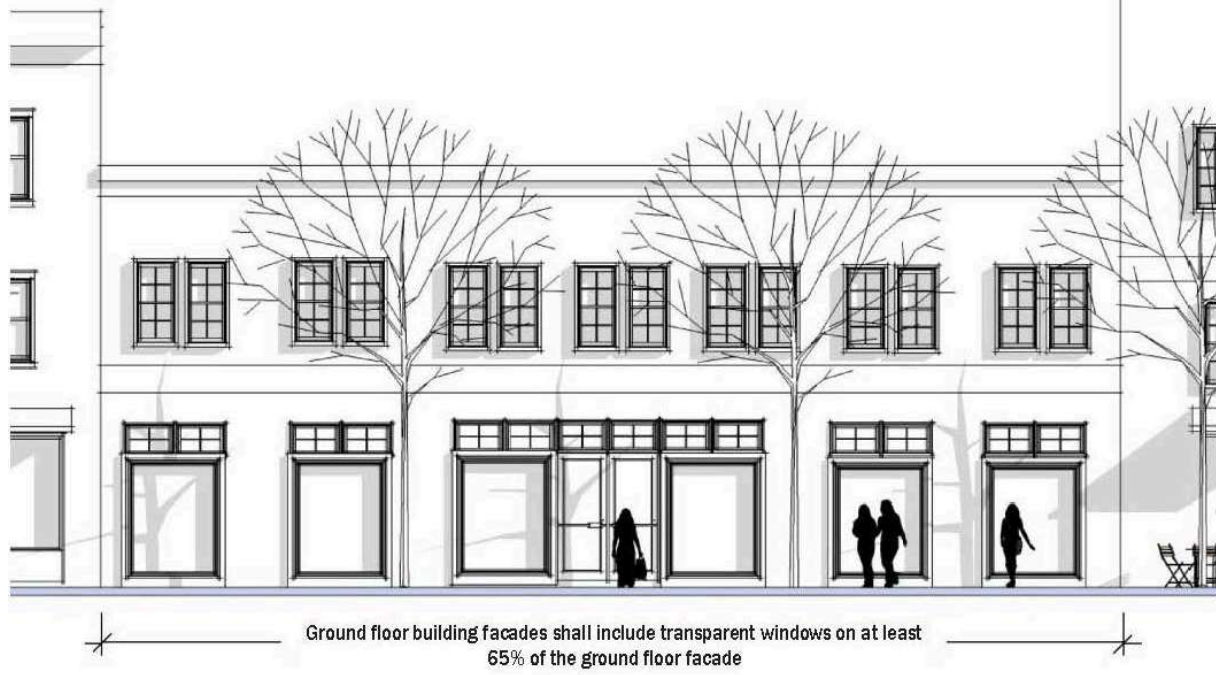 Ground floor building facades shall include transparent windows on at least
65% of the ground floor facade